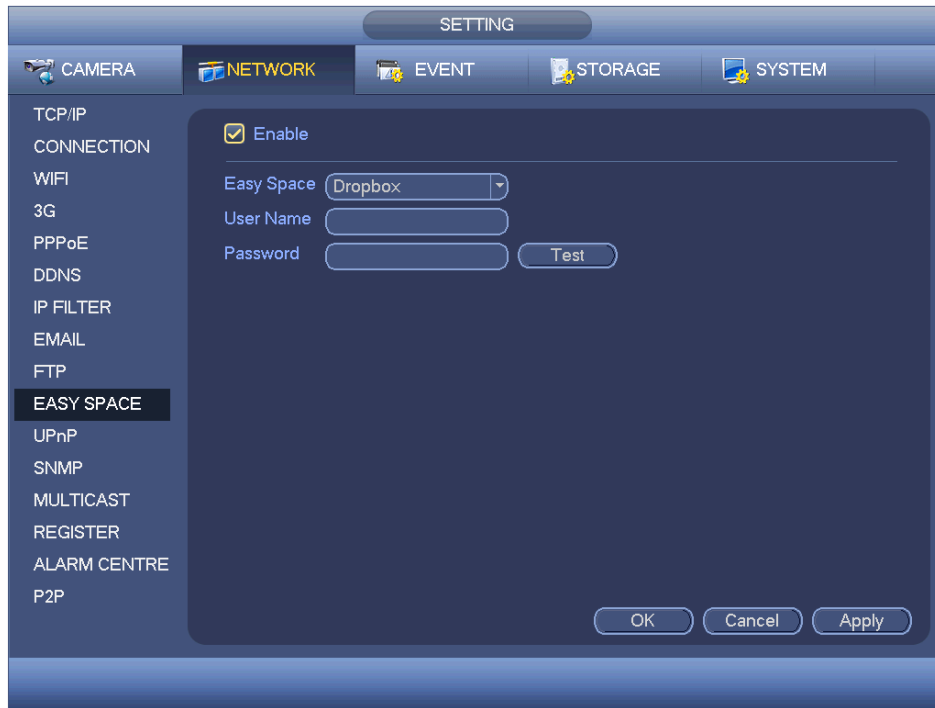 SETTING
CAMERA NETWORK EVENT STORAGE SYSTEM
TCP/IP
CONNECTION
WIFI
3G
PPPoE
DDNS
IP FILTER
EMAIL
FTP
EASY SPACE
UPnP
SNMP
MULTICAST
REGISTER
ALARM CENTRE
P2P
Enable
Easy Space Dropbox
User Name
Password Test
OK Cancel Apply